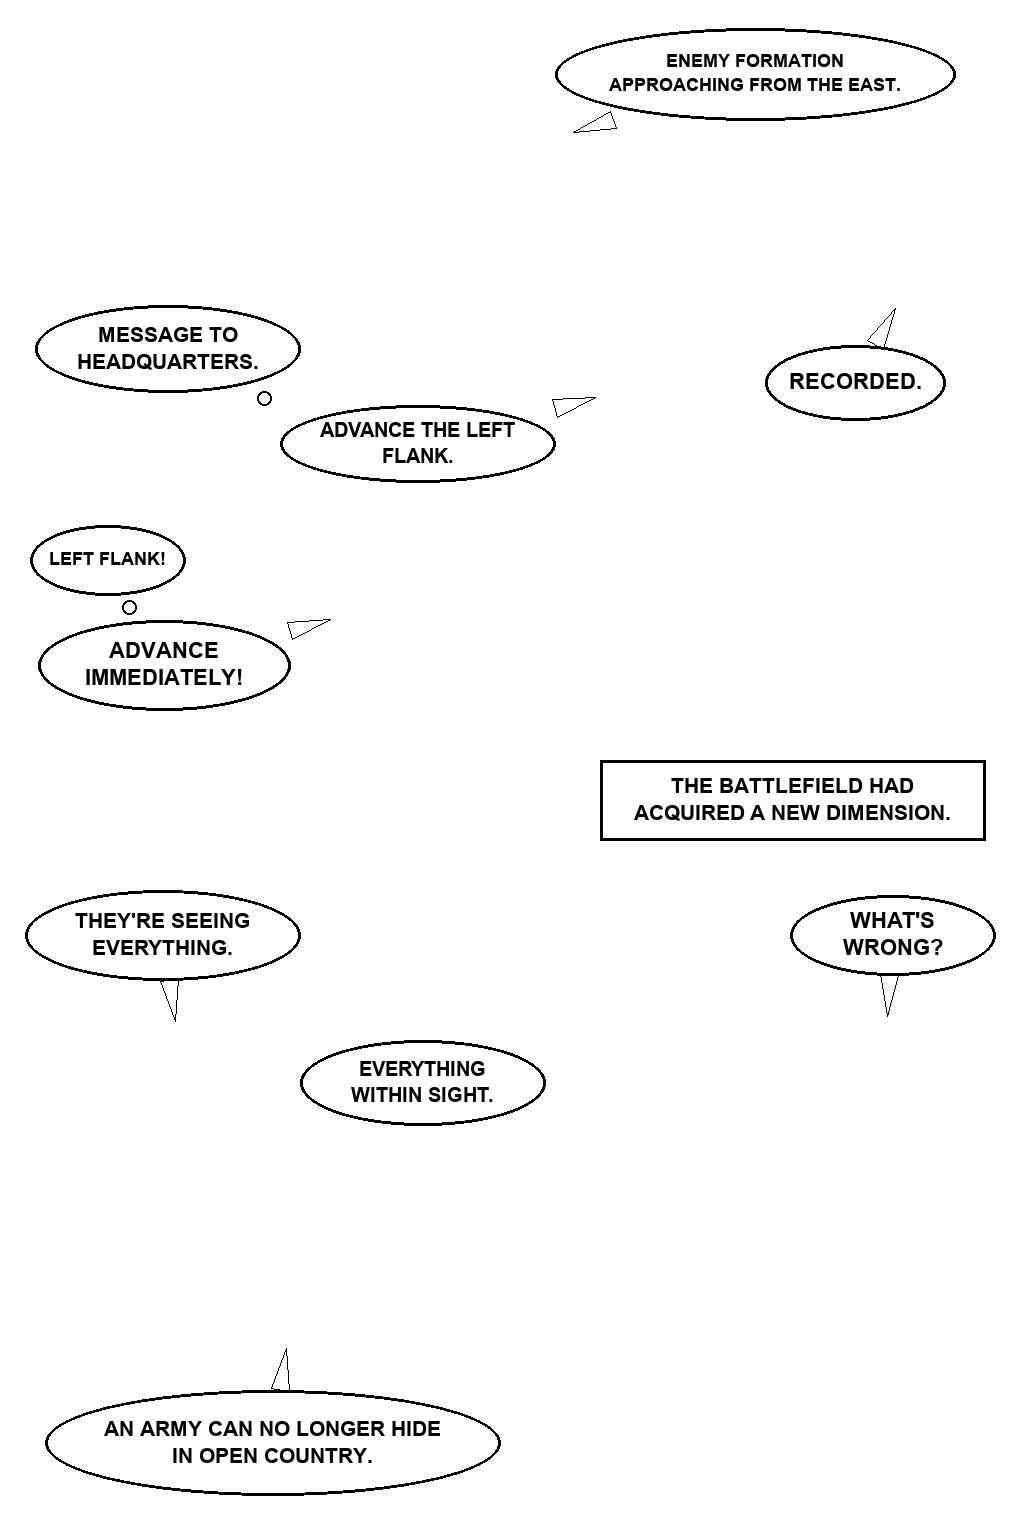 ENEMY FORMATION
APPROACHING FROM THE EAST.
MESSAGE TO
HEADQUARTERS.
ADVANCE THE LEFT
FLANK.
RECORDED.
LEFT FLANK!
ADVANCE
IMMEDIATELY!
THE BATTLEFIELD HAD
ACQUIRED A NEW DIMENSION.
THEY'RE SEEING
EVERYTHING.
WHAT'S
WRONG?
EVERYTHING
WITHIN SIGHT.
AN ARMY CAN NO LONGER HIDE
IN OPEN COUNTRY.